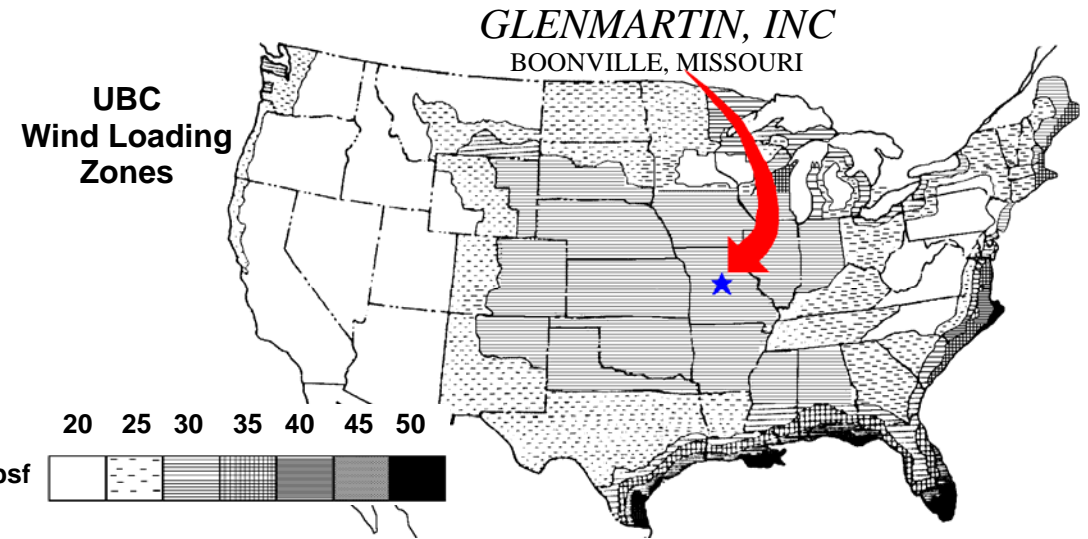 GLENMARTIN, INC
BOONVILLE, MISSOURI
UBC
Wind Loading
Zones
20 25 30 35 40 45 50
psf